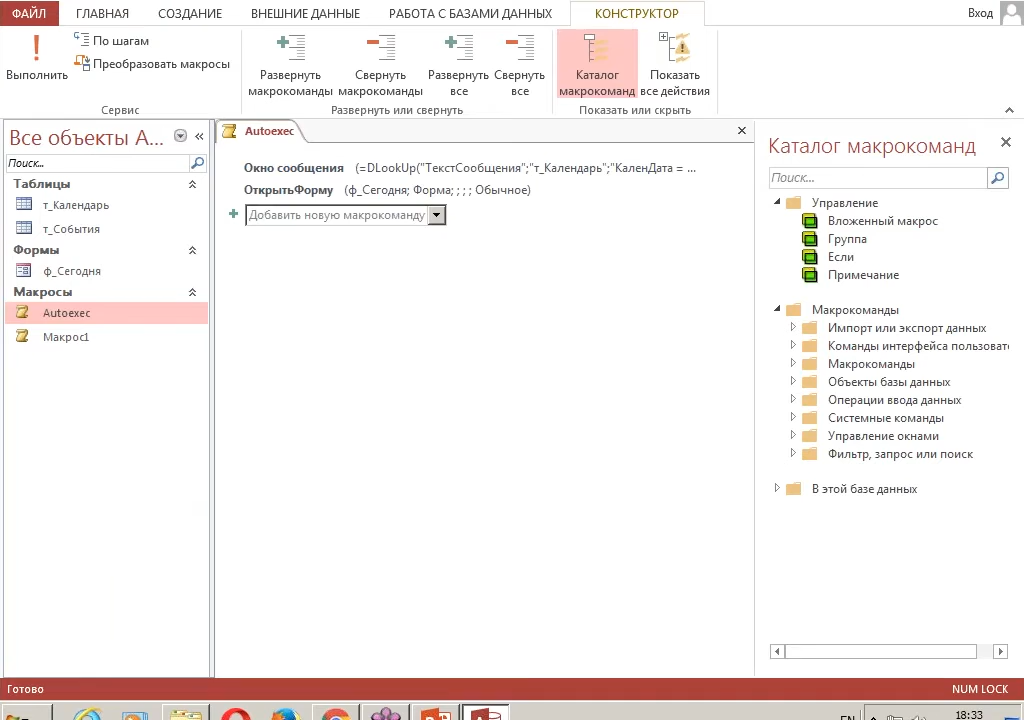 ФАЙЛ ГЛАВНАЯ СОЗДАНИЕ ВНЕШНИЕ ДАННЫЕ РАБОТА С БАЗАМИ ДАННЫХ КОНСТРУКТОР Вход
Выполнить
По шагам
Преобразовать макросы
Сервис
Развернуть макрокоманды
Свернуть макрокоманды
Развернуть все
Свернуть все
Развернуть или свернуть
Каталог макрокоманд
Показать все действия
Показать или скрыть
Все объекты A...
Поиск...
Таблицы
т_Календарь
т_События
Формы
ф_Сегодня
Макросы
Autoexec
Макрос1
Autoexec
Окно сообщения (=DLookUp("ТекстСообщения";"т_Календарь";"КаленДата = ...
ОткрытьФорму (ф_Сегодня; Форма; ; ; ; Обычное)
Добавить новую макрокоманду
Каталог макрокоманд
Поиск...
Управление
Вложенный макрос
Группа
Если
Примечание
Макрокоманды
Импорт или экспорт данных
Команды интерфейса пользоват
Макрокоманды
Объекты базы данных
Операции ввода данных
Системные команды
Управление окнами
Фильтр, запрос или поиск
В этой базе данных
Готово
NUM LOCK
EN
18:33